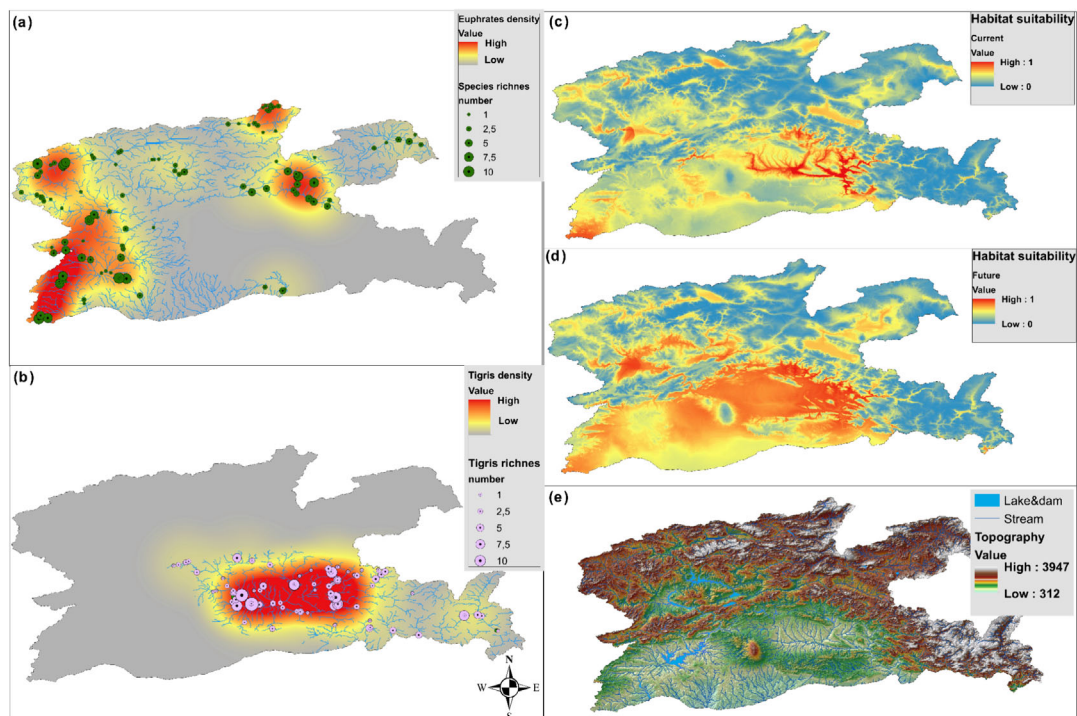 (a)
Euphrates density
Value
High
Low
Species richnes
number
1
2,5
5
7,5
10
(b)
Tigris density
Value
High
Low
Tigris richnes
number
1
2,5
5
7,5
10
N
W
E
S
(c)
Habitat suitability
Current
Value
High : 1
Low : 0
(d)
Habitat suitability
Future
Value
High : 1
Low : 0
(e)
Lake&dam
Stream
Topography
Value
High : 3947
Low : 312